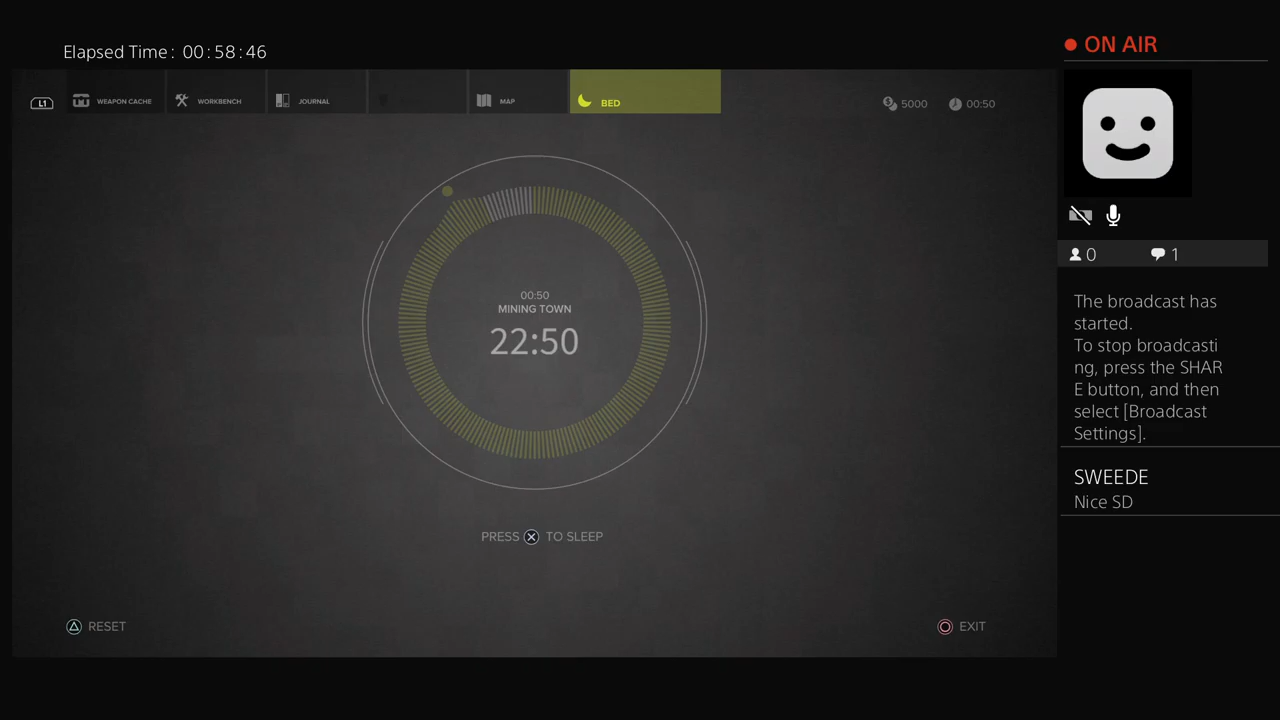 Elapsed Time: 00:58:46
ON AIR
L1
WEAPON CACHE
WORKBENCH
JOURNAL
MAP
BED
5000
00:50
00:50
MINING TOWN
22:50
PRESS X TO SLEEP
RESET
EXIT
0
1
The broadcast has
started.
To stop broadcasti
ng, press the SHAR
E button, and then
select [Broadcast
Settings].
SWEEDE
Nice SD